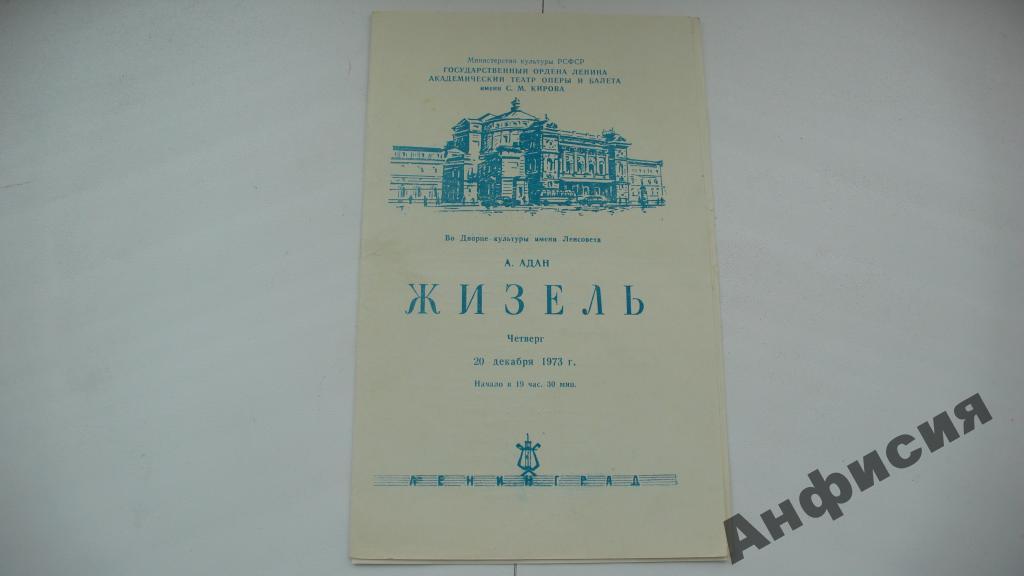 Министерство культуры РСФСР
ГОСУДАРСТВЕННЫЙ ОРДЕНА ЛЕНИНА
АКАДЕМИЧЕСКИЙ ТЕАТР ОПЕРЫ И БАЛЕТА
имени С. М. КИРОВА
Во Дворце культуры имени Ленсовета
А. АДАН
ЖИЗЕЛЬ
Четверг
20 декабря 1973 г.
Начало в 19 час. 30 мин.
ЛЕНИНГРАД
Анфисия